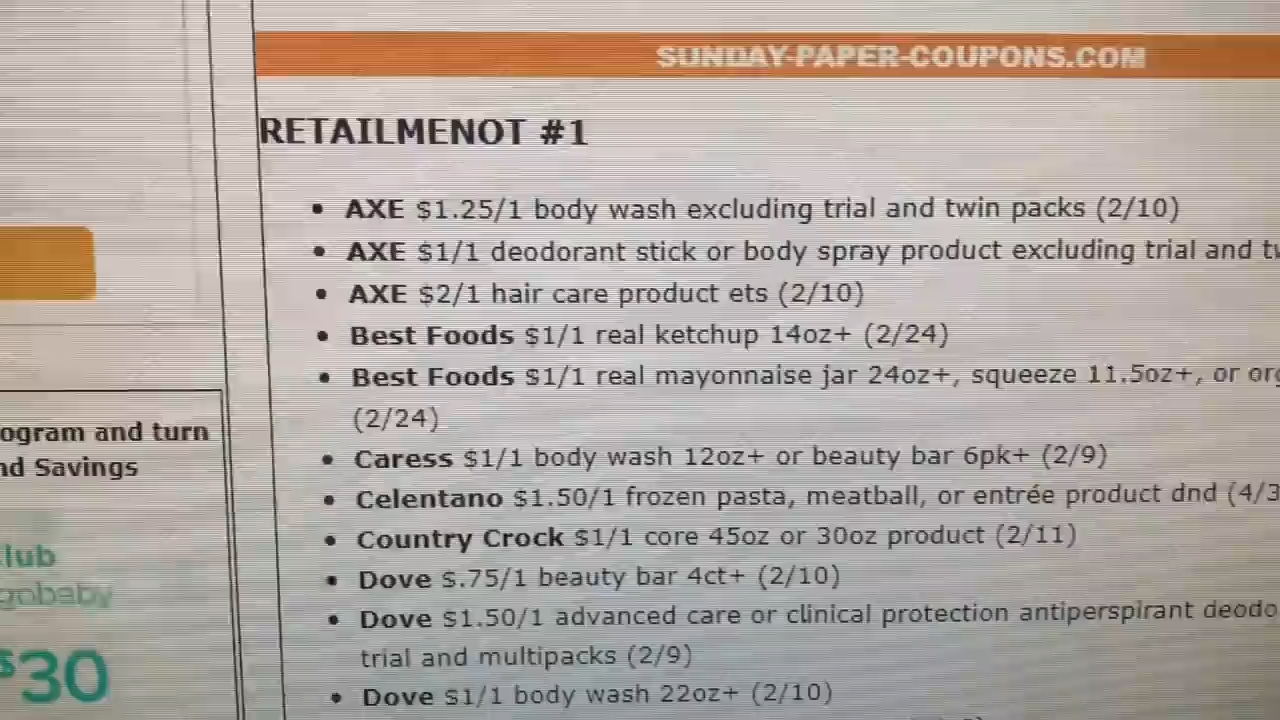 SUNDAY-PAPER-COUPONS.COM
RETAILMENOT #1
• AXE $1.25/1 body wash excluding trial and twin packs (2/10)
• AXE $1/1 deodorant stick or body spray product excluding trial and tw
• AXE $2/1 hair care product ets (2/10)
• Best Foods $1/1 real ketchup 14oz+ (2/24)
• Best Foods $1/1 real mayonnaise jar 24oz+, squeeze 11.5oz+, or org
(2/24)
• Caress $1/1 body wash 12oz+ or beauty bar 6pk+ (2/9)
• Celentano $1.50/1 frozen pasta, meatball, or entrée product dnd (4/3
• Country Crock $1/1 core 45oz or 30oz product (2/11)
• Dove $.75/1 beauty bar 4ct+ (2/10)
• Dove $1.50/1 advanced care or clinical protection antiperspirant deodo
trial and multipacks (2/9)
• Dove $1/1 body wash 22oz+ (2/10)
ogram and turn
nd Savings
lub
gobaby
$30